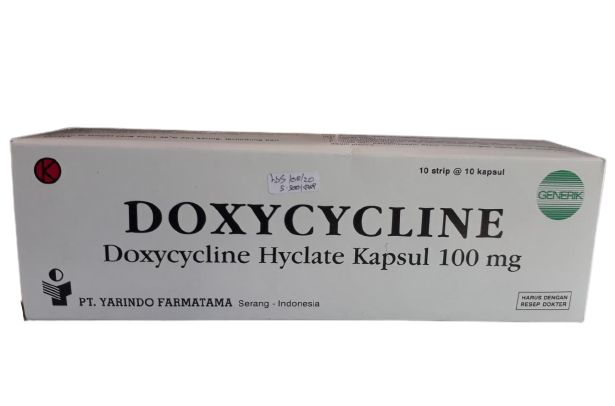 K
10 strip @ 10 kapsul
GENERIK
DOXYCYCLINE
Doxycycline Hyclate Kapsul 100 mg
PT. YARINDO FARMATAMA Serang - Indonesia
HARUS DENGAN
RESEP DOKTER